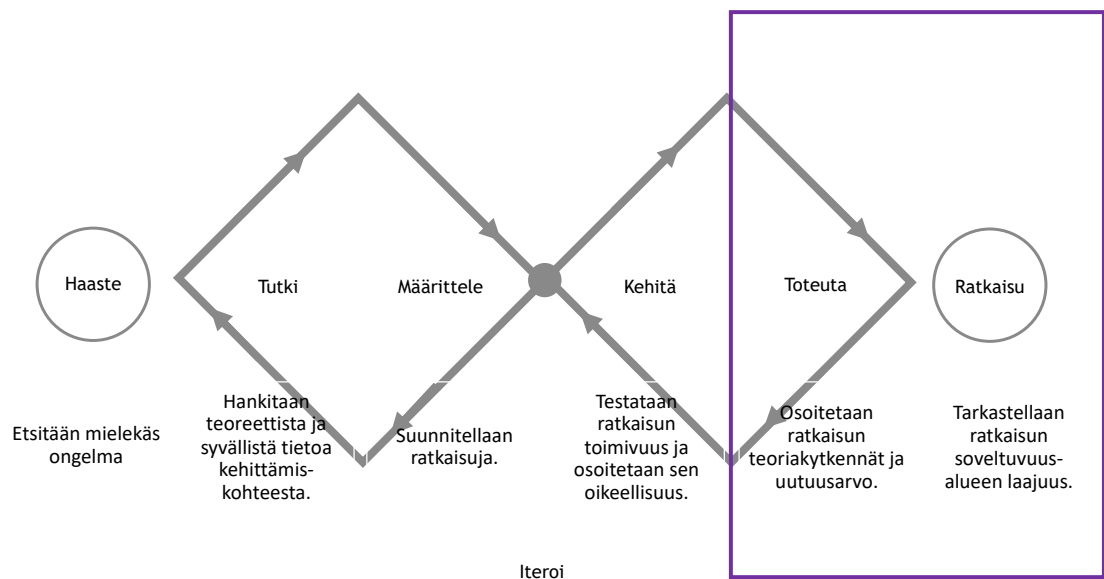 Haaste
Tutki
Määrittele
Kehitä
Toteuta
Ratkaisu
Etsitään mielekäs
ongelma
Hankitaan
teoreettista ja
syvällistä tietoa
kehittämis-
kohteesta.
Suunnitellaan
ratkaisuja.
Testataan
ratkaisun
toimivuus ja
osoitetaan sen
oikeellisuus.
Osoitetaan
ratkaisun
teoriakytkennät ja
uutuusarvo.
Tarkastellaan
ratkaisun
soveltuvuus-
alueen laajuus.
Iteroi